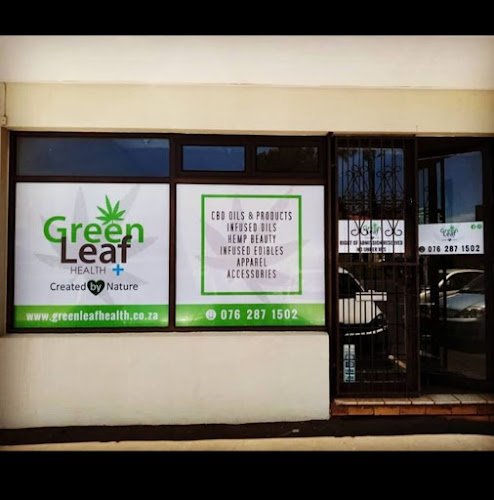 Green
Leaf
HEALTH +
Created by Nature
www.greenleafhealth.co.za
CBD OILS & PRODUCTS
INFUSED OILS
HEMP BEAUTY
INFUSED EDIBLES
APPAREL
ACCESSORIES
076 287 1502
RIGHT OF ADMISSION RESERVED
076 287 1502